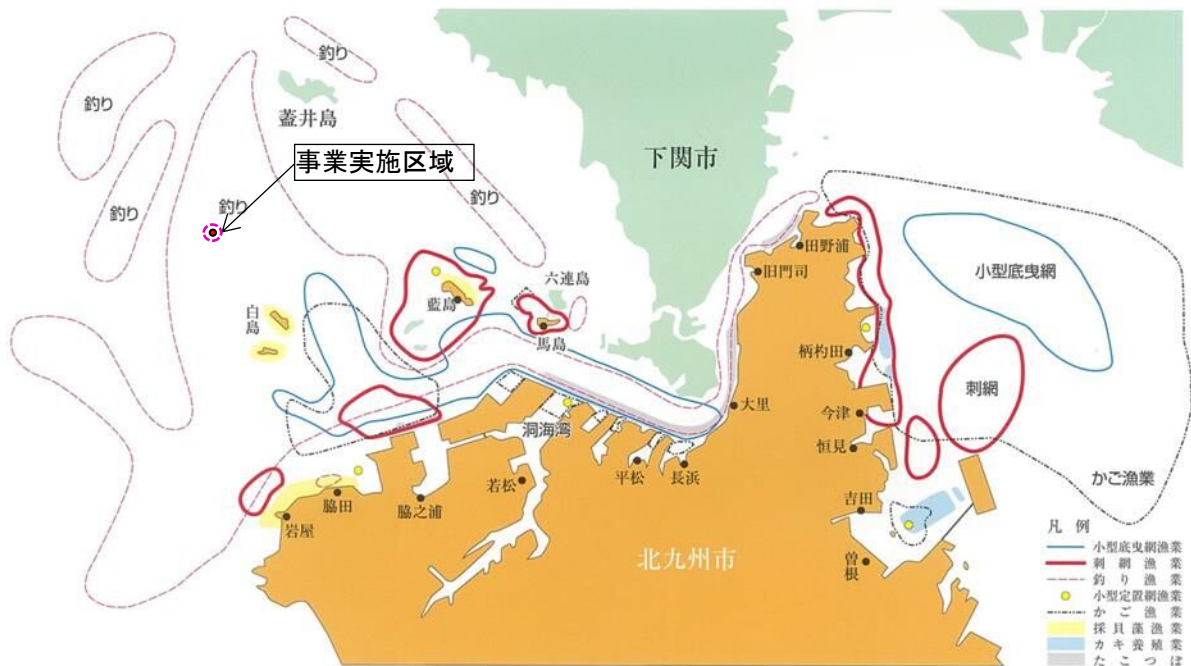 釣り
釣り
蓋井島
事業実施区域
下関市
釣り
釣り
釣り
田野浦
旧門司
小型底曳網
六連島
藍島
白島
馬島
柄杓田
刺網
大里
今津
洞海湾
恒見
かご漁業
平松
長浜
若松
脇田
脇之浦
吉田
岩屋
北九州市
曽根
凡例
小型底曳網漁業
刺網漁業
釣り漁業
小型定置網漁業
かご漁業
採貝藻漁業
カキ養殖業
たこつぼ